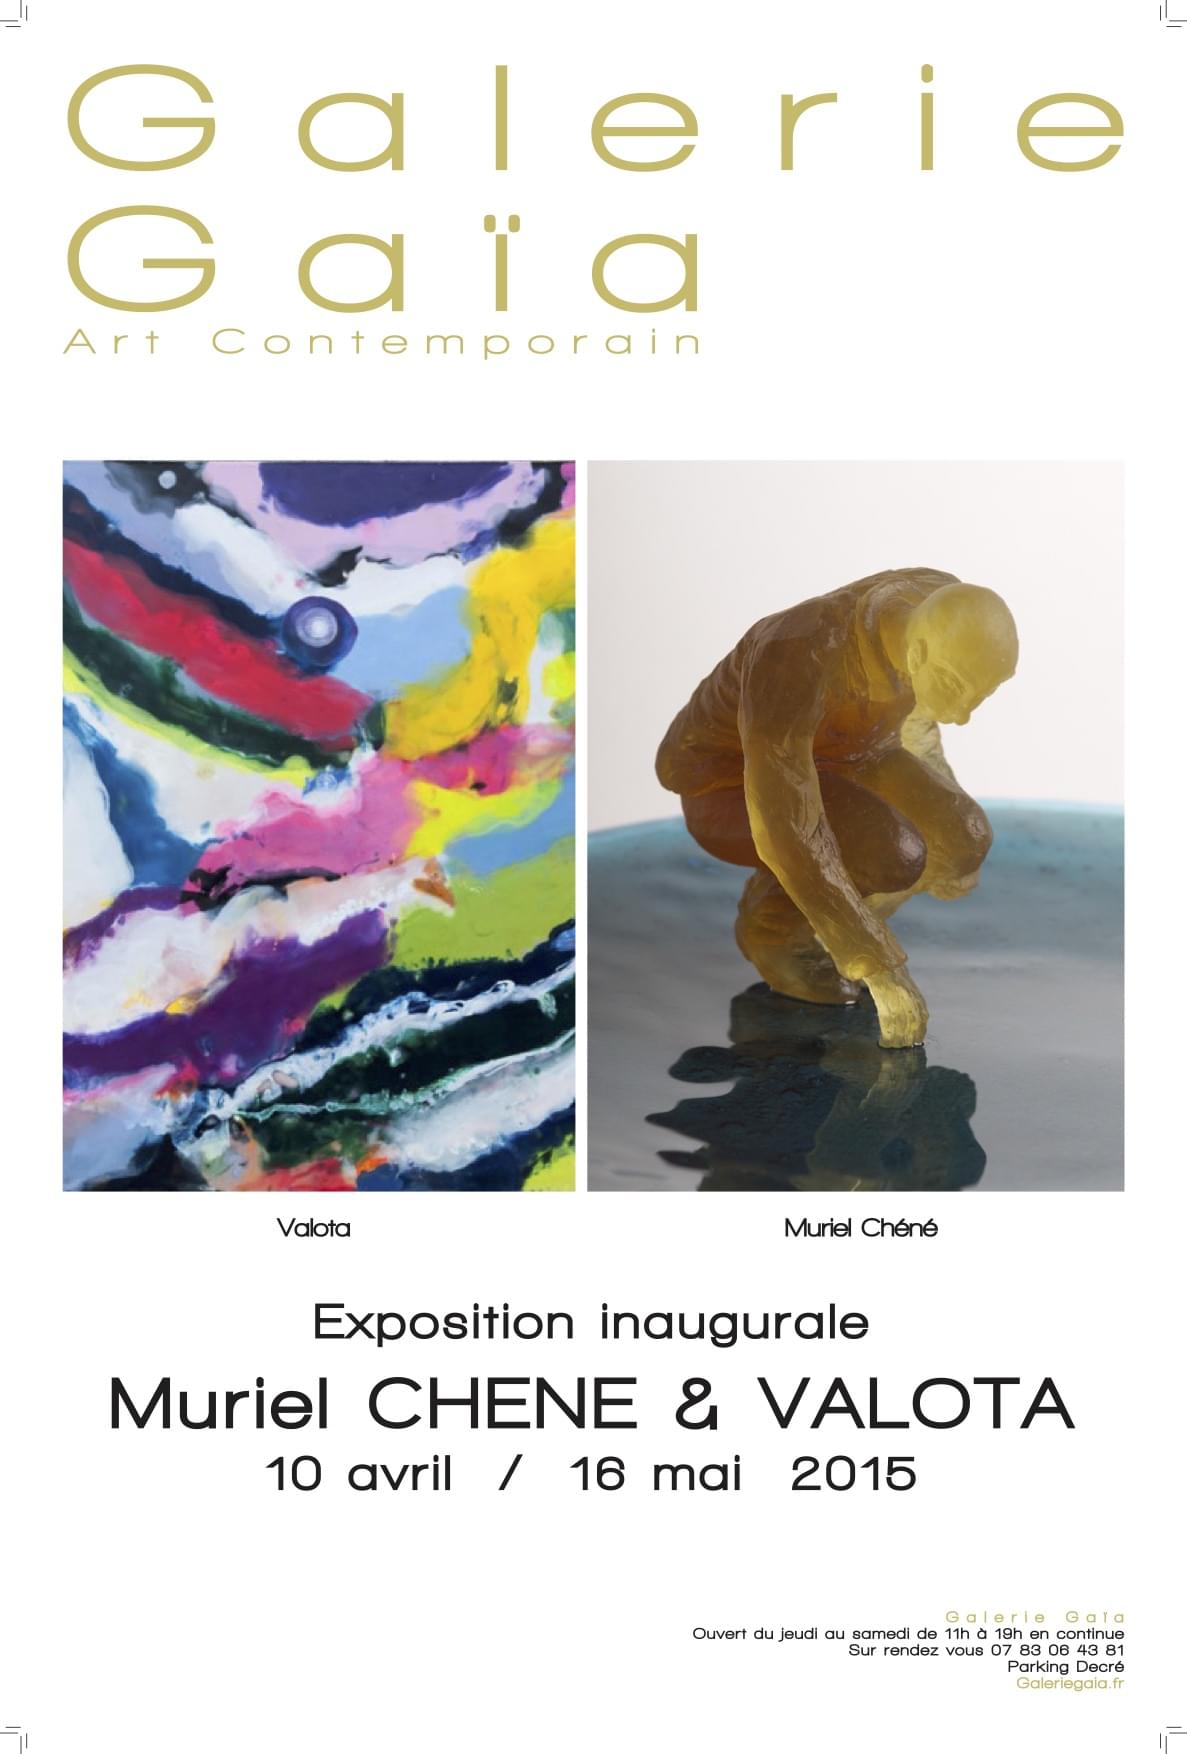 Galerie
Gaïa
Art Contemporain
Valota
Muriel Chéné
Exposition inaugurale
Muriel CHENE & VALOTA
10 avril / 16 mai 2015
Galerie Gaïa
Ouvert du jeudi au samedi de 11h à 19h en continue
Sur rendez vous 07 83 06 43 81
Parking Decré
Galeriegaia.fr